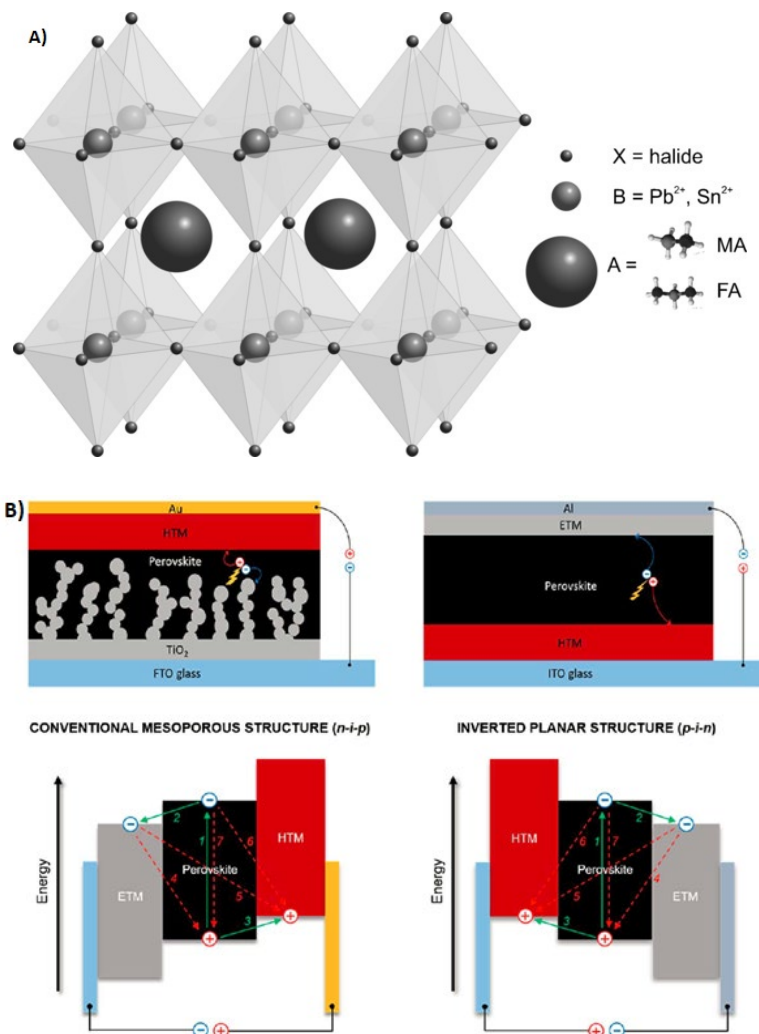 A)
X = halide
B = Pb²⁺, Sn²⁺
A =
MA
FA
B)
Au
HTM
Perovskite
TiO₂
FTO glass
Al
ETM
Perovskite
HTM
ITO glass
CONVENTIONAL MESOPOROUS STRUCTURE (n-i-p)
INVERTED PLANAR STRUCTURE (p-i-n)
Energy
ETM
Perovskite
HTM
1
2
3
4
5
6
7
Energy
HTM
Perovskite
ETM
1
2
3
4
5
6
7